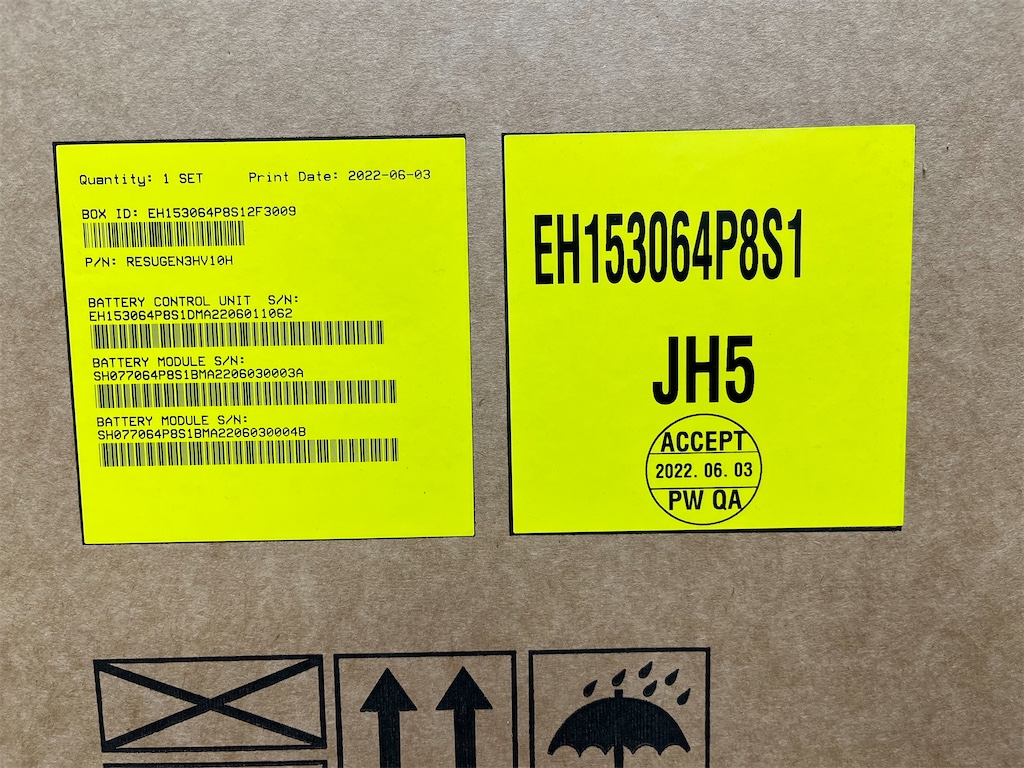 Quantity: 1 SET Print Date: 2022-06-03
BOX ID: EH153064P8S12F3009
P/N: RESUGEN3HV10H
BATTERY CONTROL UNIT S/N:
EH153064P8S1DMA2206011062
BATTERY MODULE S/N:
SH077064P8S1BMA2206030003A
BATTERY MODULE S/N:
SH077064P8S1BMA2206030004B
EH153064P8S1
JH5
ACCEPT
2022. 06. 03
PW QA